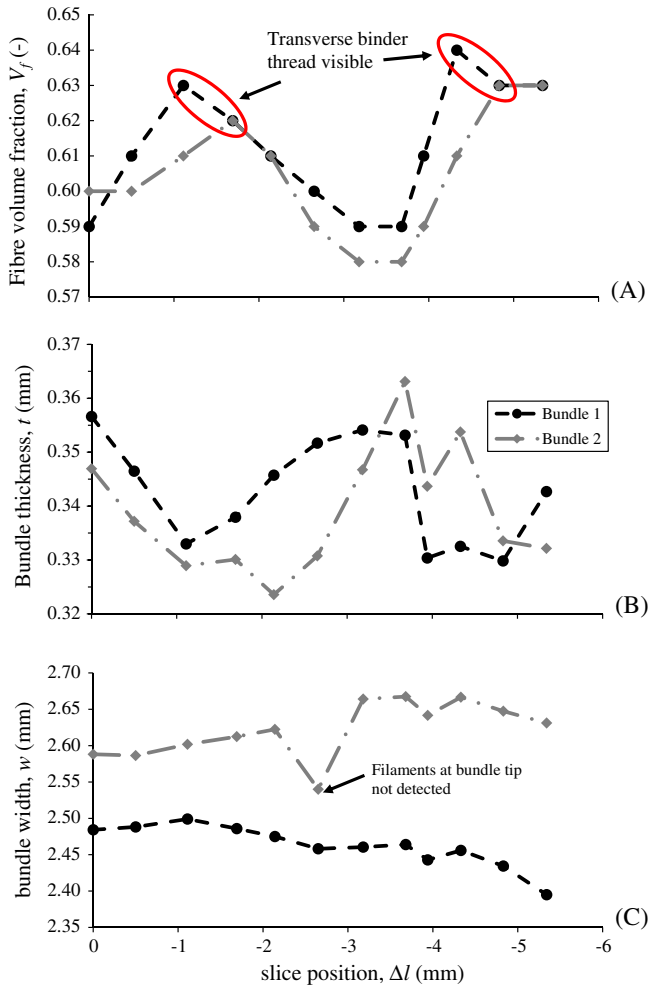 0.65
0.64
0.63
0.62
0.61
0.60
0.59
0.58
0.57
Fibre volume fraction, V_f (-)
Transverse binder
thread visible
(A)
0.37
0.36
0.35
0.34
0.33
0.32
Bundle thickness, t (mm)
Bundle 1
Bundle 2
(B)
2.70
2.65
2.60
2.55
2.50
2.45
2.40
2.35
bundle width, w (mm)
Filaments at bundle tip
not detected
(C)
0 -1 -2 -3 -4 -5 -6
slice position, Δl (mm)